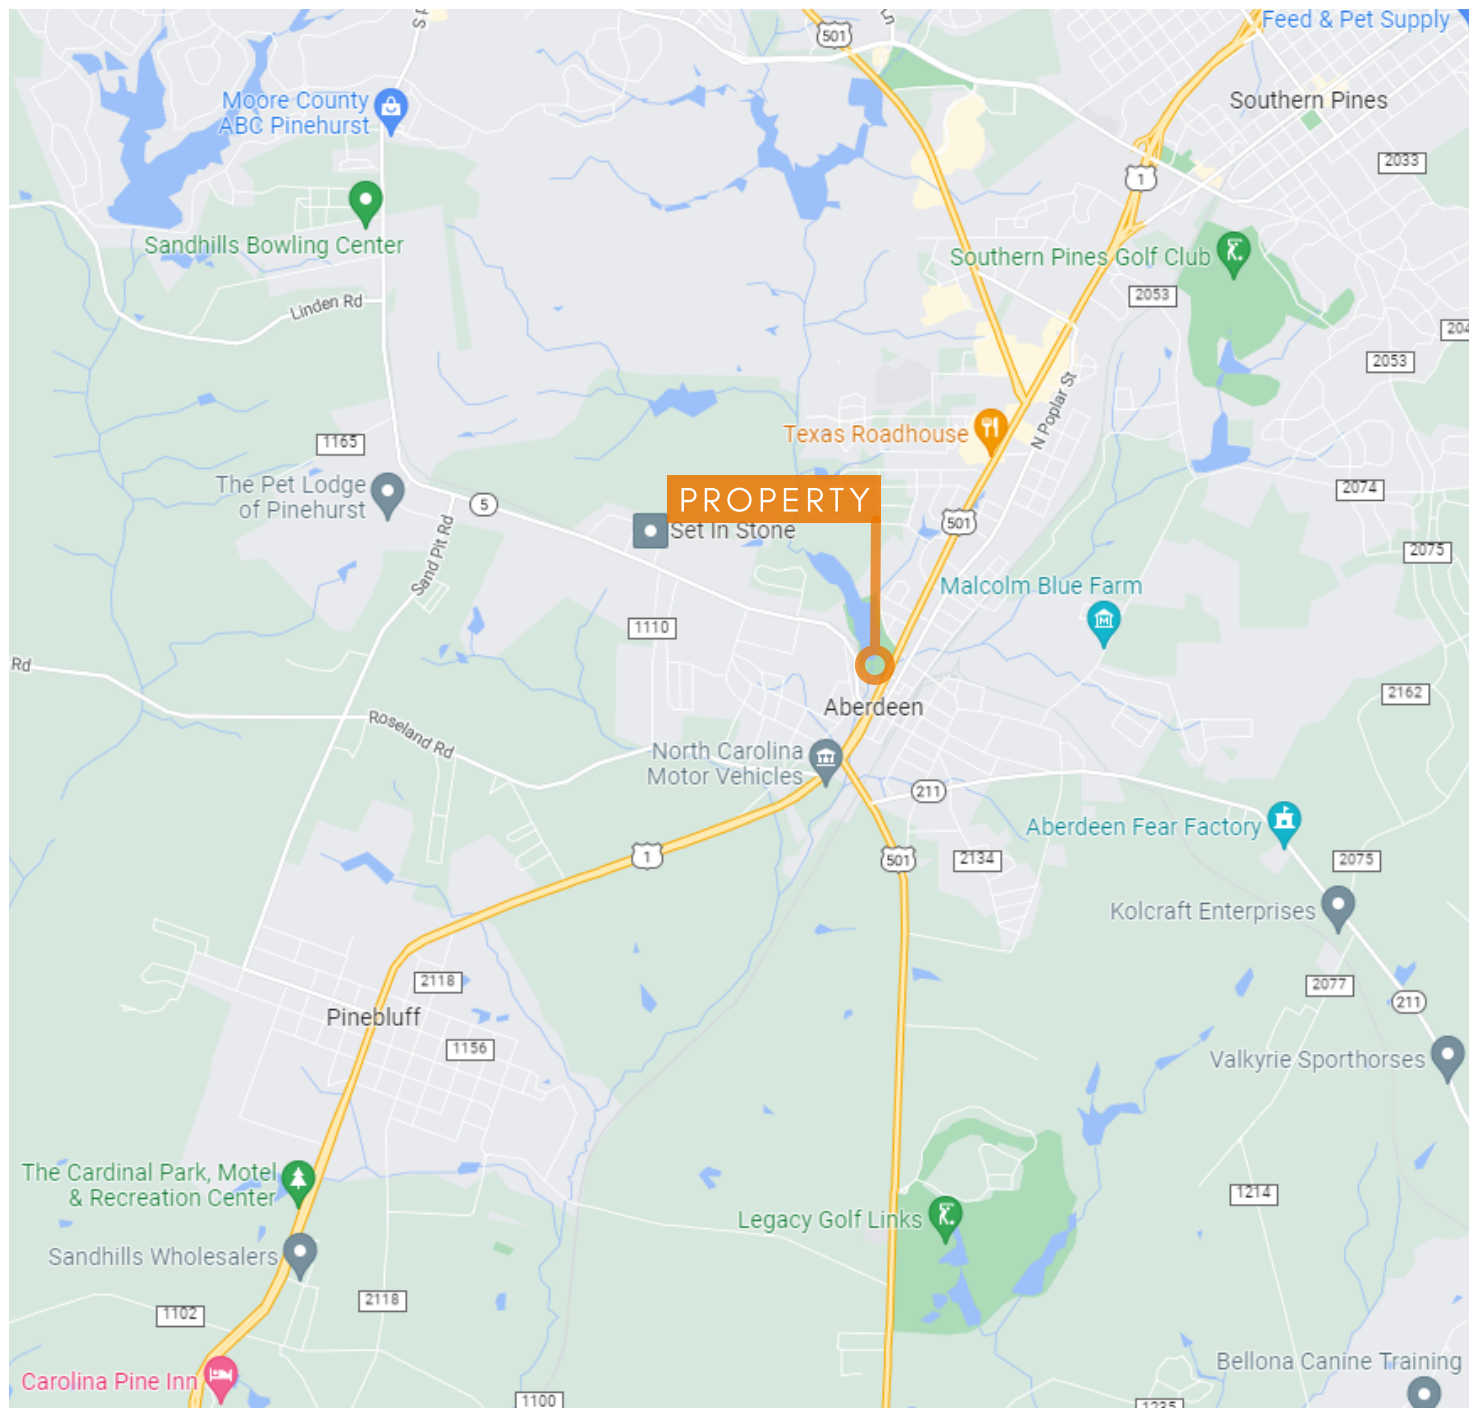 Feed & Pet Supply
501
Moore County
ABC Pinehurst
Southern Pines
2033
1
Sandhills Bowling Center
Southern Pines Golf Club
2053
Linden Rd
2053
N Poplar St
Texas Roadhouse
1165
The Pet Lodge
of Pinehurst
5
PROPERTY
2074
Set In Stone
501
Sand Pit Rd
2075
Malcolm Blue Farm
1110
Rd
2162
Aberdeen
Roseland Rd
North Carolina
Motor Vehicles
211
Aberdeen Fear Factory
1
501
2134
2075
Kolcraft Enterprises
2118
2077
211
Pinebluff
1156
Valkyrie Sporthorses
The Cardinal Park, Motel
& Recreation Center
1214
Legacy Golf Links
Sandhills Wholesalers
2118
1102
Bellona Canine Training
Carolina Pine Inn
1100
1235